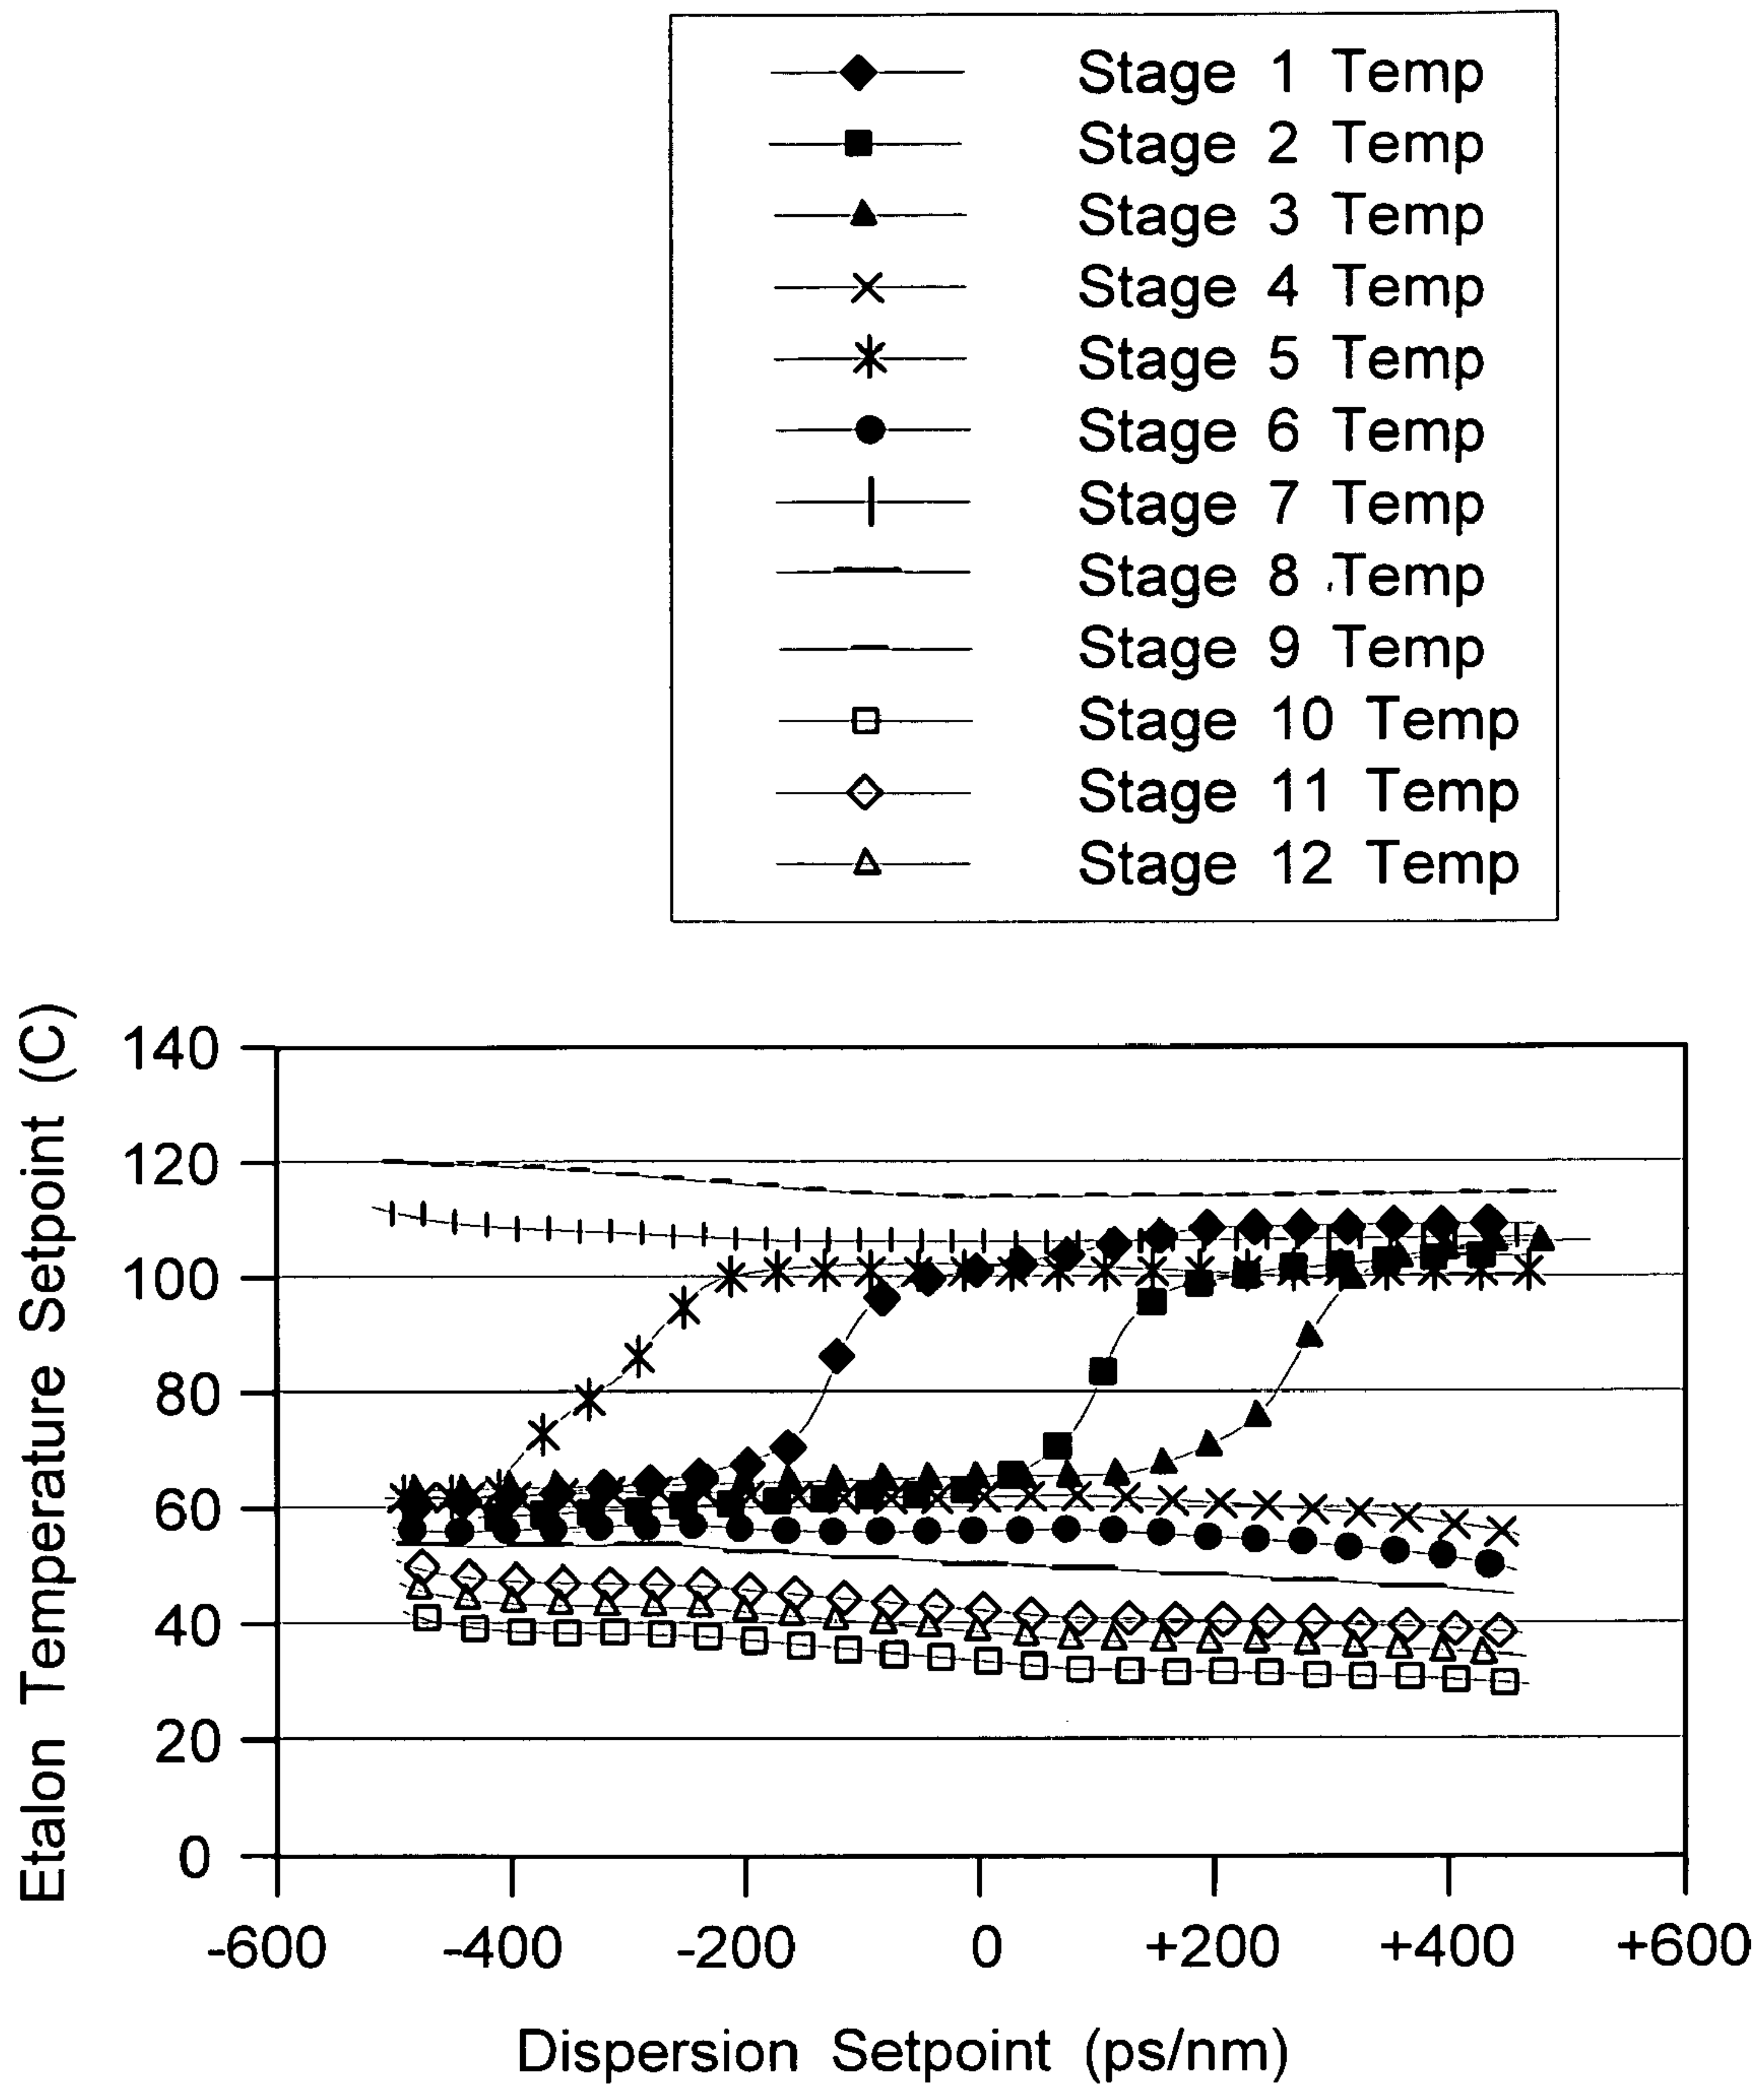 Stage 1 Temp
Stage 2 Temp
Stage 3 Temp
Stage 4 Temp
Stage 5 Temp
Stage 6 Temp
Stage 7 Temp
Stage 8 Temp
Stage 9 Temp
Stage 10 Temp
Stage 11 Temp
Stage 12 Temp
Etalon Temperature Setpoint (C)
140
120
100
80
60
40
20
0
-600 -400 -200 0 +200 +400 +600
Dispersion Setpoint (ps/nm)